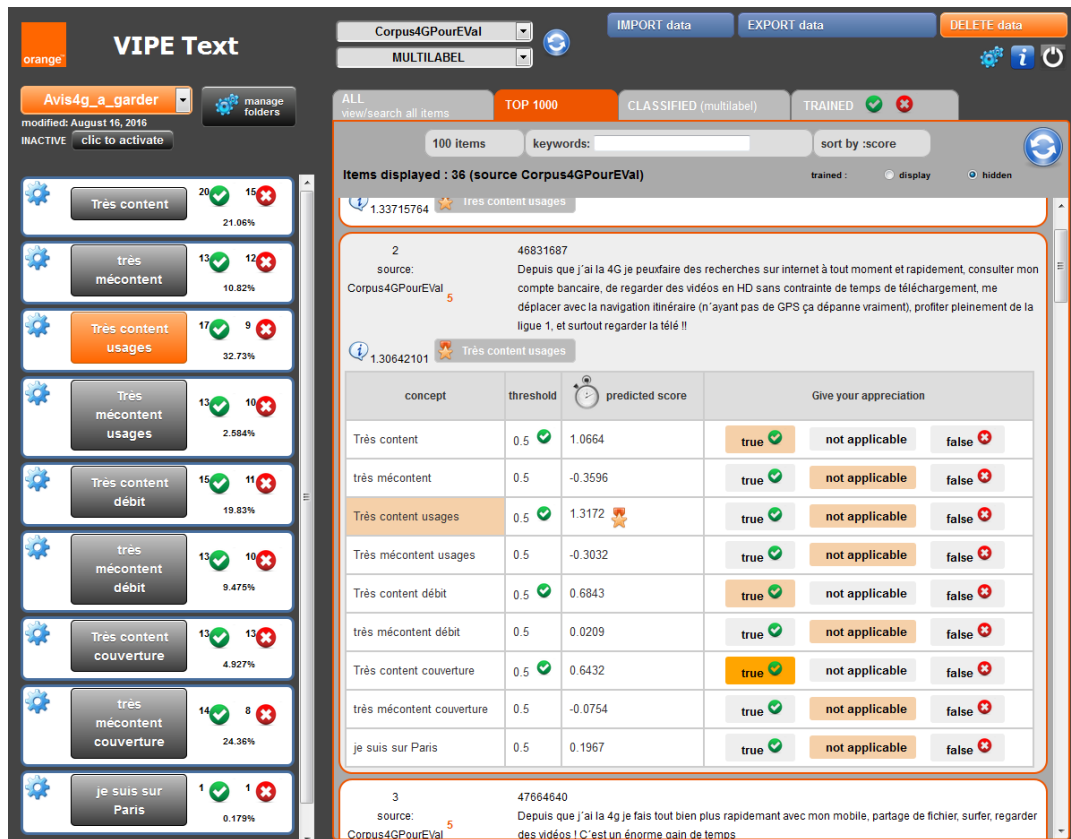 orange
VIPE Text
Corpus4GPourEVal
MULTILABEL
IMPORT data
EXPORT data
DELETE data
Avis4g_a_garder
manage folders
modified: August 16, 2016
INACTIVE clic to activate
Très content
20 15
21.06%
très
mécontent
13 12
10.82%
Très content
usages
17 9
32.73%
Très
mécontent
usages
13 10
2.584%
Très content
débit
15 11
19.83%
très
mécontent
débit
13 10
9.475%
Très content
couverture
13 13
4.927%
très
mécontent
couverture
14 8
24.36%
je suis sur
Paris
1 1
0.179%
ALL
view/search all items
TOP 1000
CLASSIFIED (multilabel)
TRAINED
100 items
keywords:
sort by :score
Items displayed : 36 (source Corpus4GPourEVal)
trained : display hidden
1.33715764 Très content usages
2
source:
Corpus4GPourEVal 5
46831687
Depuis que j´ai la 4G je peuxfaire des recherches sur internet à tout moment et rapidement, consulter mon
compte bancaire, de regarder des vidéos en HD sans contrainte de temps de téléchargement, me
déplacer avec la navigation itinéraire (n´ayant pas de GPS ça dépanne vraiment), profiter pleinement de la
ligue 1, et surtout regarder la télé !!
1.30642101 Très content usages
concept threshold predicted score Give your appreciation
Très content 0.5 1.0664 true not applicable false
très mécontent 0.5 -0.3596 true not applicable false
Très content usages 0.5 1.3172 true not applicable false
Très mécontent usages 0.5 -0.3032 true not applicable false
Très content débit 0.5 0.6843 true not applicable false
très mécontent débit 0.5 0.0209 true not applicable false
Très content couverture 0.5 0.6432 true not applicable false
très mécontent couverture 0.5 -0.0754 true not applicable false
je suis sur Paris 0.5 0.1967 true not applicable false
3
source:
Corpus4GPourEVal 5
47664640
Depuis que j´ai la 4g je fais tout bien plus rapidement avec mon mobile, partage de fichier, surfer, regarder
des vidéos ! C´est un énorme gain de temps